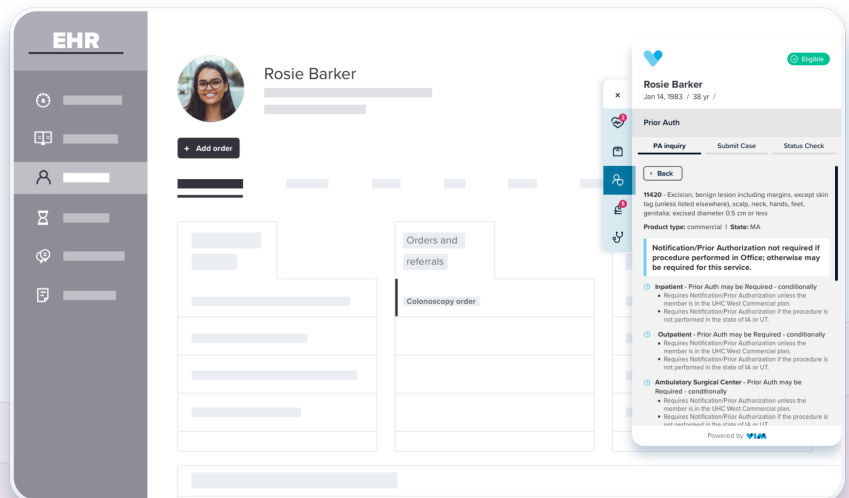 EHR
Rosie Barker
+ Add order
Orders and
referrals
Colonoscopy order
×
2
5
Eligible
Rosie Barker
Jan 14, 1983 / 38 yr /
Prior Auth
PA inquiry Submit Case Status Check
< Back
11420 - Excision, benign lesion including margins, except skin
tag (unless listed elsewhere), scalp, neck, hands, feet,
genitalia; excised diameter 0.5 cm or less
Product type: commercial | State: MA
Notification/Prior Authorization not required if
procedure performed in Office; otherwise may
be required for this service.
Inpatient - Prior Auth may be Required - conditionally
• Requires Notification/Prior Authorization unless the
member is in the UHC West Commercial plan.
• Requires Notification/Prior Authorization if the procedure is
not performed in the state of IA or UT.
Outpatient - Prior Auth may be Required - conditionally
• Requires Notification/Prior Authorization unless the
member is in the UHC West Commercial plan.
• Requires Notification/Prior Authorization if the procedure is
not performed in the state of IA or UT.
Ambulatory Surgical Center - Prior Auth may be
Required - conditionally
• Requires Notification/Prior Authorization unless the
member is in the UHC West Commercial plan.
• Requires Notification/Prior Authorization if the procedure is
not performed in the state of IA or UT.
Powered by VIM